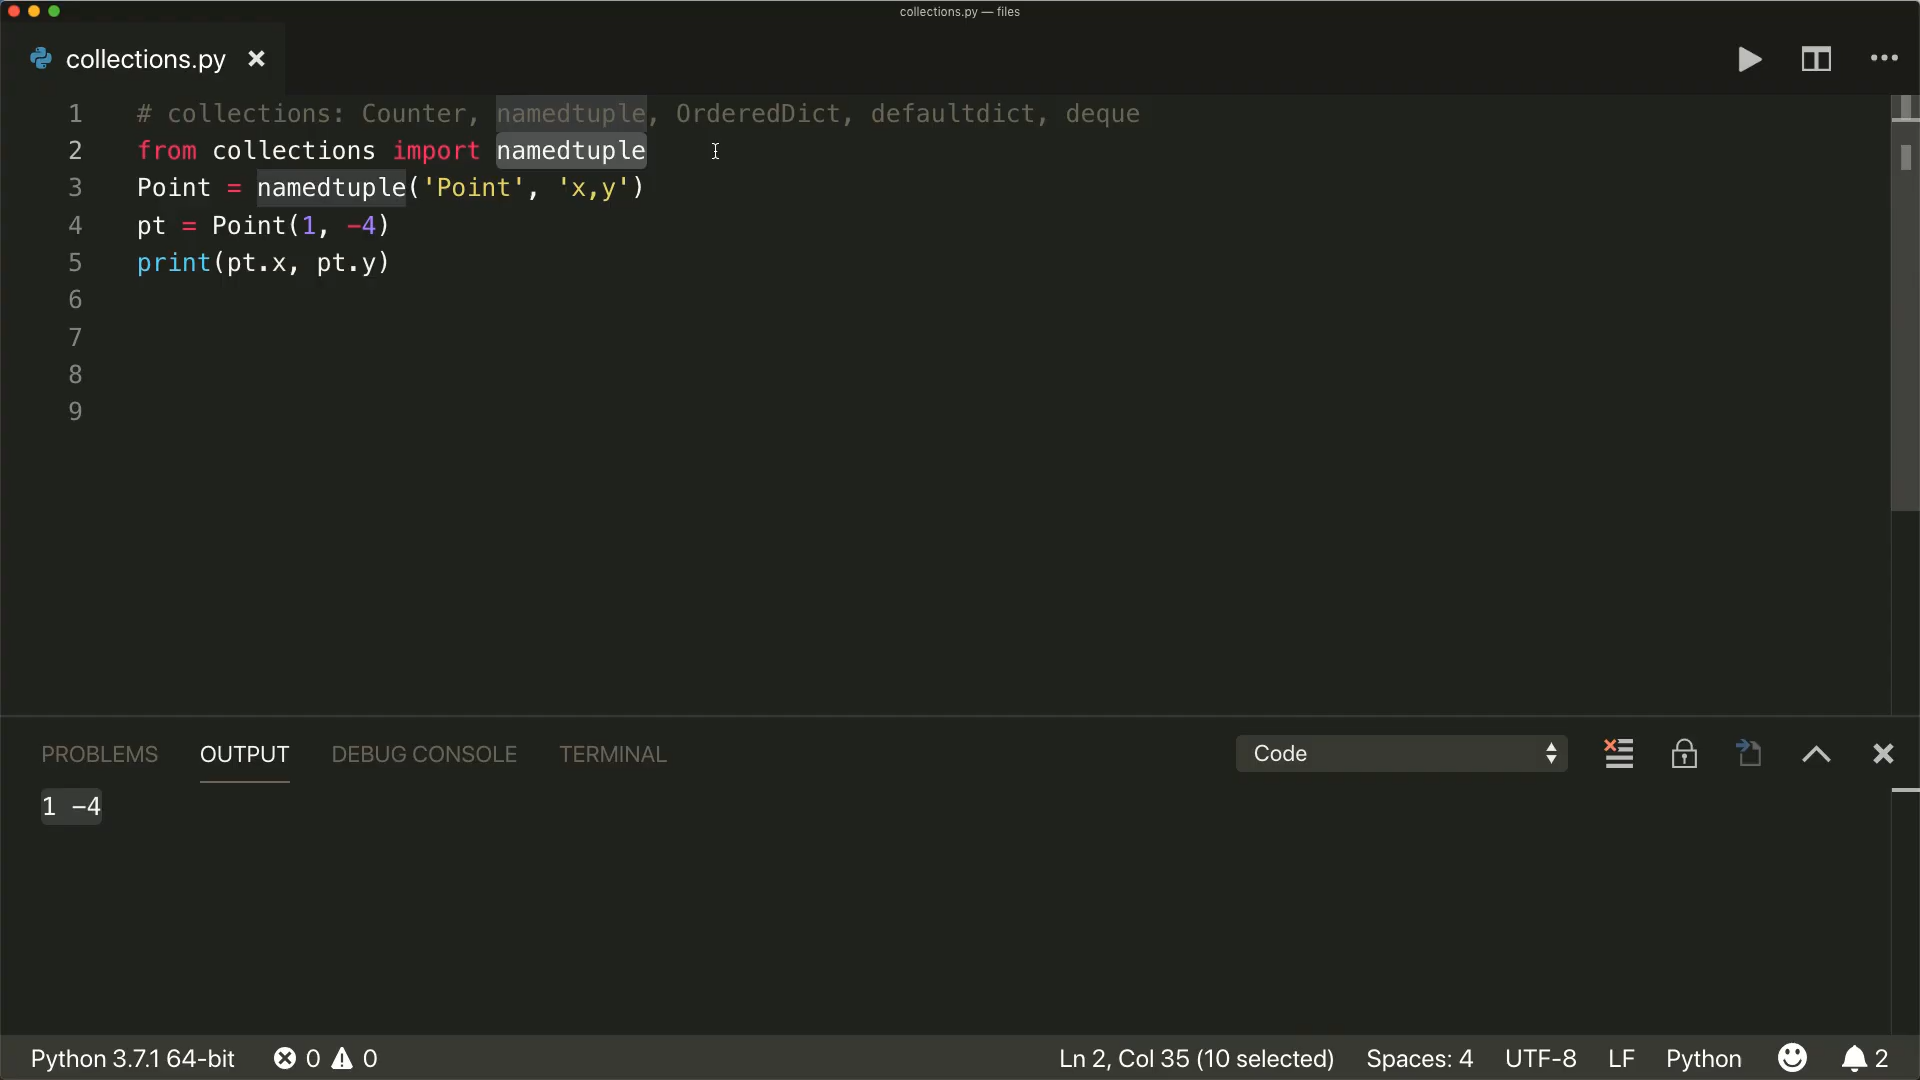 collections.py — files
collections.py
1 # collections: Counter, namedtuple, OrderedDict, defaultdict, deque
2 from collections import namedtuple
3 Point = namedtuple('Point', 'x,y')
4 pt = Point(1, -4)
5 print(pt.x, pt.y)
6
7
8
9
PROBLEMS OUTPUT DEBUG CONSOLE TERMINAL Code
1 -4
Python 3.7.1 64-bit 0 0 Ln 2, Col 35 (10 selected) Spaces: 4 UTF-8 LF Python 2